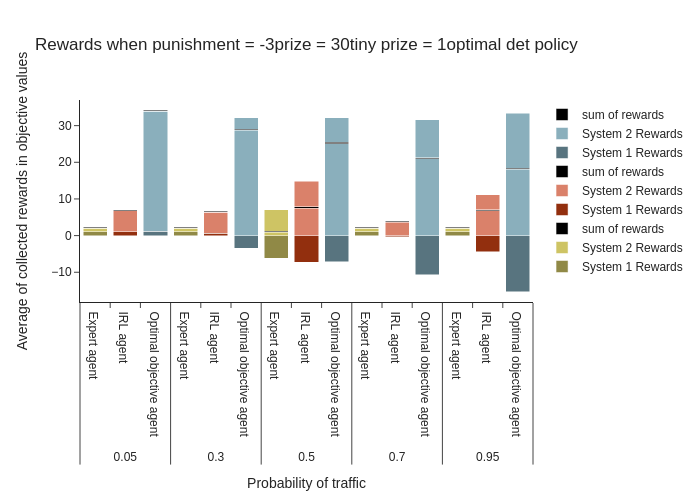 Rewards when punishment = -3prize = 30tiny prize = 1optimal det policy
Average of collected rewards in objective values
30
20
10
0
−10
sum of rewards
System 2 Rewards
System 1 Rewards
sum of rewards
System 2 Rewards
System 1 Rewards
sum of rewards
System 2 Rewards
System 1 Rewards
Expert agent
IRL agent
Optimal objective agent
Expert agent
IRL agent
Optimal objective agent
Expert agent
IRL agent
Optimal objective agent
Expert agent
IRL agent
Optimal objective agent
Expert agent
IRL agent
Optimal objective agent
0.05
0.3
0.5
0.7
0.95
Probability of traffic